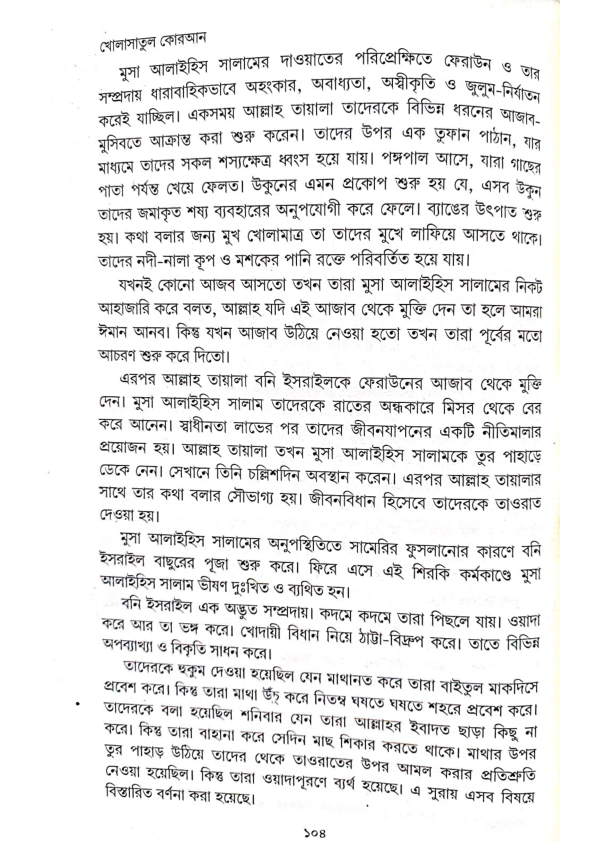 খোলাসাতুল কোরআন
মুসা আলাইহিস সালামের দাওয়াতের পরিপ্রেক্ষিতে ফেরাউন ও তার
সম্প্রদায় ধারাবাহিকভাবে অহংকার, অবাধ্যতা, অস্বীকৃতি ও জুলুম-নির্যাতন
করেই যাচ্ছিল। একসময় আল্লাহ তায়ালা তাদেরকে বিভিন্ন ধরনের আজাব-
মুসিবতে আক্রান্ত করা শুরু করেন। তাদের উপর এক তুফান পাঠান, যার
মাধ্যমে তাদের সকল শস্যক্ষেত্র ধ্বংস হয়ে যায়। পঙ্গপাল আসে, যারা গাছের
পাতা পর্যন্ত খেয়ে ফেলত। উকুনের এমন প্রকোপ শুরু হয় যে, এসব উকুন
তাদের জমাকৃত শষ্য ব্যবহারের অনুপযোগী করে ফেলে। ব্যাঙের উৎপাত শুরু
হয়। কথা বলার জন্য মুখ খোলামাত্র তা তাদের মুখে লাফিয়ে আসতে থাকে।
তাদের নদী-নালা কূপ ও মশকের পানি রক্তে পরিবর্তিত হয়ে যায়।
যখনই কোনো আজব আসতো তখন তারা মুসা আলাইহিস সালামের নিকট
আহাজারি করে বলত, আল্লাহ যদি এই আজাব থেকে মুক্তি দেন তা হলে আমরা
ঈমান আনব। কিন্তু যখন আজাব উঠিয়ে নেওয়া হতো তখন তারা পূর্বের মতো
আচরণ শুরু করে দিতো।
এরপর আল্লাহ তায়ালা বনি ইসরাইলকে ফেরাউনের আজাব থেকে মুক্তি
দেন। মুসা আলাইহিস সালাম তাদেরকে রাতের অন্ধকারে মিসর থেকে বের
করে আনেন। স্বাধীনতা লাভের পর তাদের জীবনযাপনের একটি নীতিমালার
প্রয়োজন হয়। আল্লাহ তায়ালা তখন মুসা আলাইহিস সালামকে তুর পাহাড়ে
ডেকে নেন। সেখানে তিনি চল্লিশদিন অবস্থান করেন। এরপর আল্লাহ তায়ালার
সাথে তার কথা বলার সৌভাগ্য হয়। জীবনবিধান হিসেবে তাদেরকে তাওরাত
দেওয়া হয়।
মুসা আলাইহিস সালামের অনুপস্থিতিতে সামেরির ফুসলানোর কারণে বনি
ইসরাইল বাছুরের পূজা শুরু করে। ফিরে এসে এই শিরকি কর্মকাণ্ডে মুসা
আলাইহিস সালাম ভীষণ দুঃখিত ও ব্যথিত হন।
বনি ইসরাইল এক অদ্ভুত সম্প্রদায়। কদমে কদমে তারা পিছলে যায়। ওয়াদা
করে আর তা ভঙ্গ করে। খোদায়ী বিধান নিয়ে ঠাট্টা-বিদ্রুপ করে। তাতে বিভিন্ন
অপব্যাখ্যা ও বিকৃতি সাধন করে।
তাদেরকে হুকুম দেওয়া হয়েছিল যেন মাথানত করে তারা বাইতুল মাকদিসে
প্রবেশ করে। কিন্তু তারা মাথা উঁচু করে নিতম্ব ঘষতে ঘষতে শহরে প্রবেশ করে।
তাদেরকে বলা হয়েছিল শনিবার যেন তারা আল্লাহর ইবাদত ছাড়া কিছু না
করে। কিন্তু তারা বাহানা করে সেদিন মাছ শিকার করতে থাকে। মাথার উপর
তুর পাহাড় উঠিয়ে তাদের থেকে তাওরাতের উপর আমল করার প্রতিশ্রুতি
নেওয়া হয়েছিল। কিন্তু তারা ওয়াদাপূরণে ব্যর্থ হয়েছে। এ সুরায় এসব বিষয়ে
বিস্তারিত বর্ণনা করা হয়েছে।
১০৪